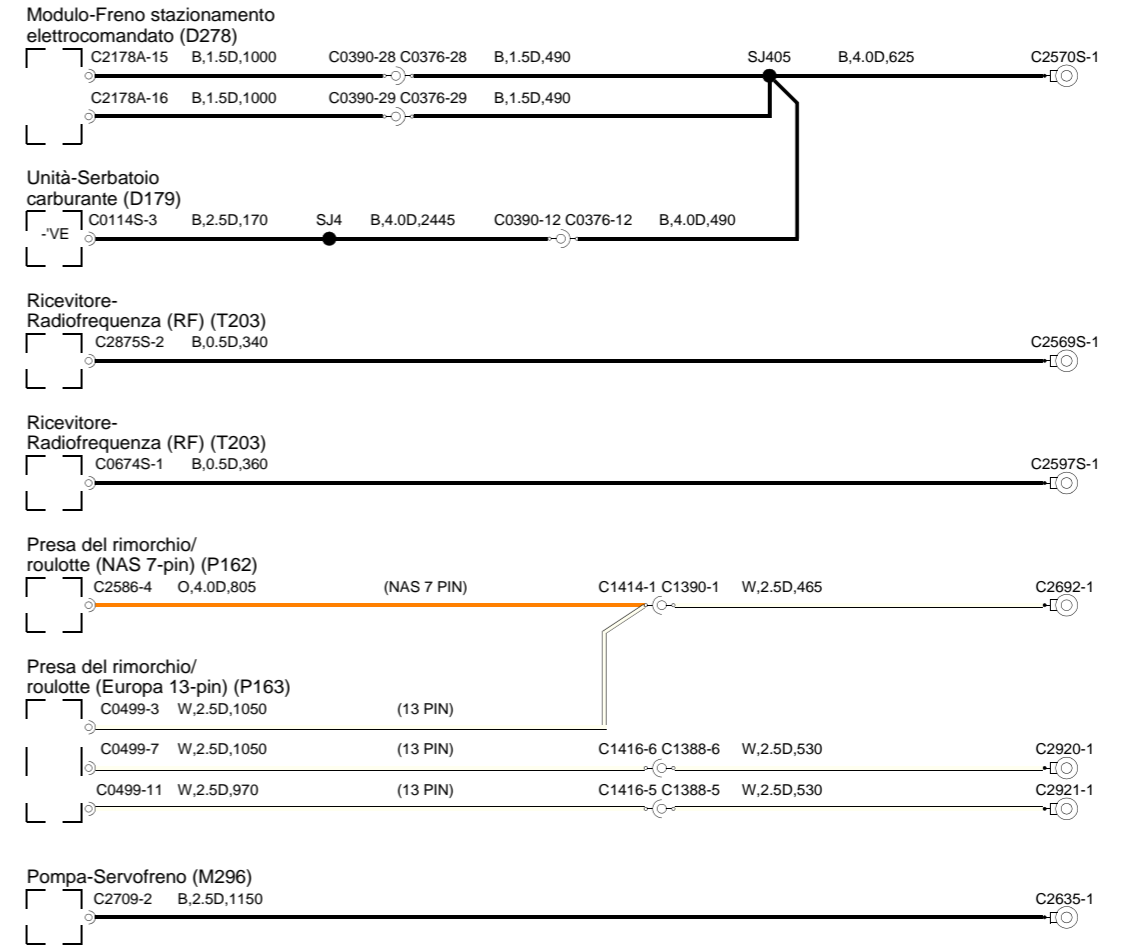 Modulo-Freno stazionamento
elettrocomandato (D278)
C2178A-15 B,1.5D,1000 C0390-28 C0376-28 B,1.5D,490 SJ405 B,4.0D,625 C2570S-1
C2178A-16 B,1.5D,1000 C0390-29 C0376-29 B,1.5D,490
Unità-Serbatoio
carburante (D179)
C0114S-3 B,2.5D,170 SJ4 B,4.0D,2445 C0390-12 C0376-12 B,4.0D,490
-'VE
Ricevitore-
Radiofrequenza (RF) (T203)
C2875S-2 B,0.5D,340 C2569S-1
Ricevitore-
Radiofrequenza (RF) (T203)
C0674S-1 B,0.5D,360 C2597S-1
Presa del rimorchio/
roulotte (NAS 7-pin) (P162)
C2586-4 O,4.0D,805 (NAS 7 PIN) C1414-1 C1390-1 W,2.5D,465 C2692-1
Presa del rimorchio/
roulotte (Europa 13-pin) (P163)
C0499-3 W,2.5D,1050 (13 PIN)
C0499-7 W,2.5D,1050 (13 PIN) C1416-6 C1388-6 W,2.5D,530 C2920-1
C0499-11 W,2.5D,970 (13 PIN) C1416-5 C1388-5 W,2.5D,530 C2921-1
Pompa-Servofreno (M296)
C2709-2 B,2.5D,1150 C2635-1